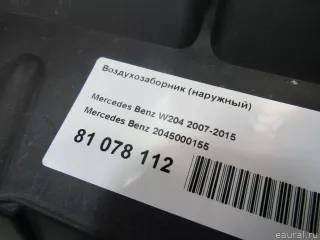 Воздухозаборник (наружный)
Mercedes Benz W204 2007-2015
Mercedes Benz 2045000155
81 078 112
eaural.ru